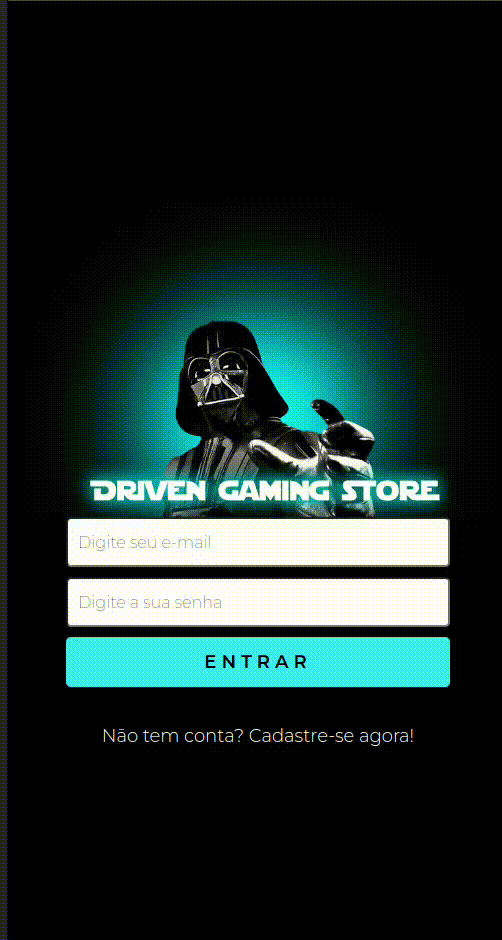 DRIVEN GAMING STORE
Digite seu e-mail
Digite a sua senha
ENTRAR
Não tem conta? Cadastre-se agora!